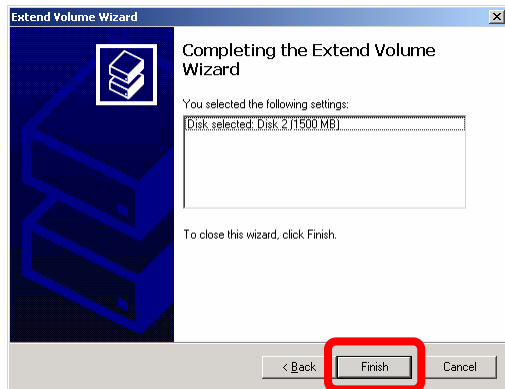 Extend Volume Wizard
Completing the Extend Volume
Wizard
You selected the following settings:
Disk selected: Disk 2 (1500 MB)
To close this wizard, click Finish.
< Back
Finish
Cancel